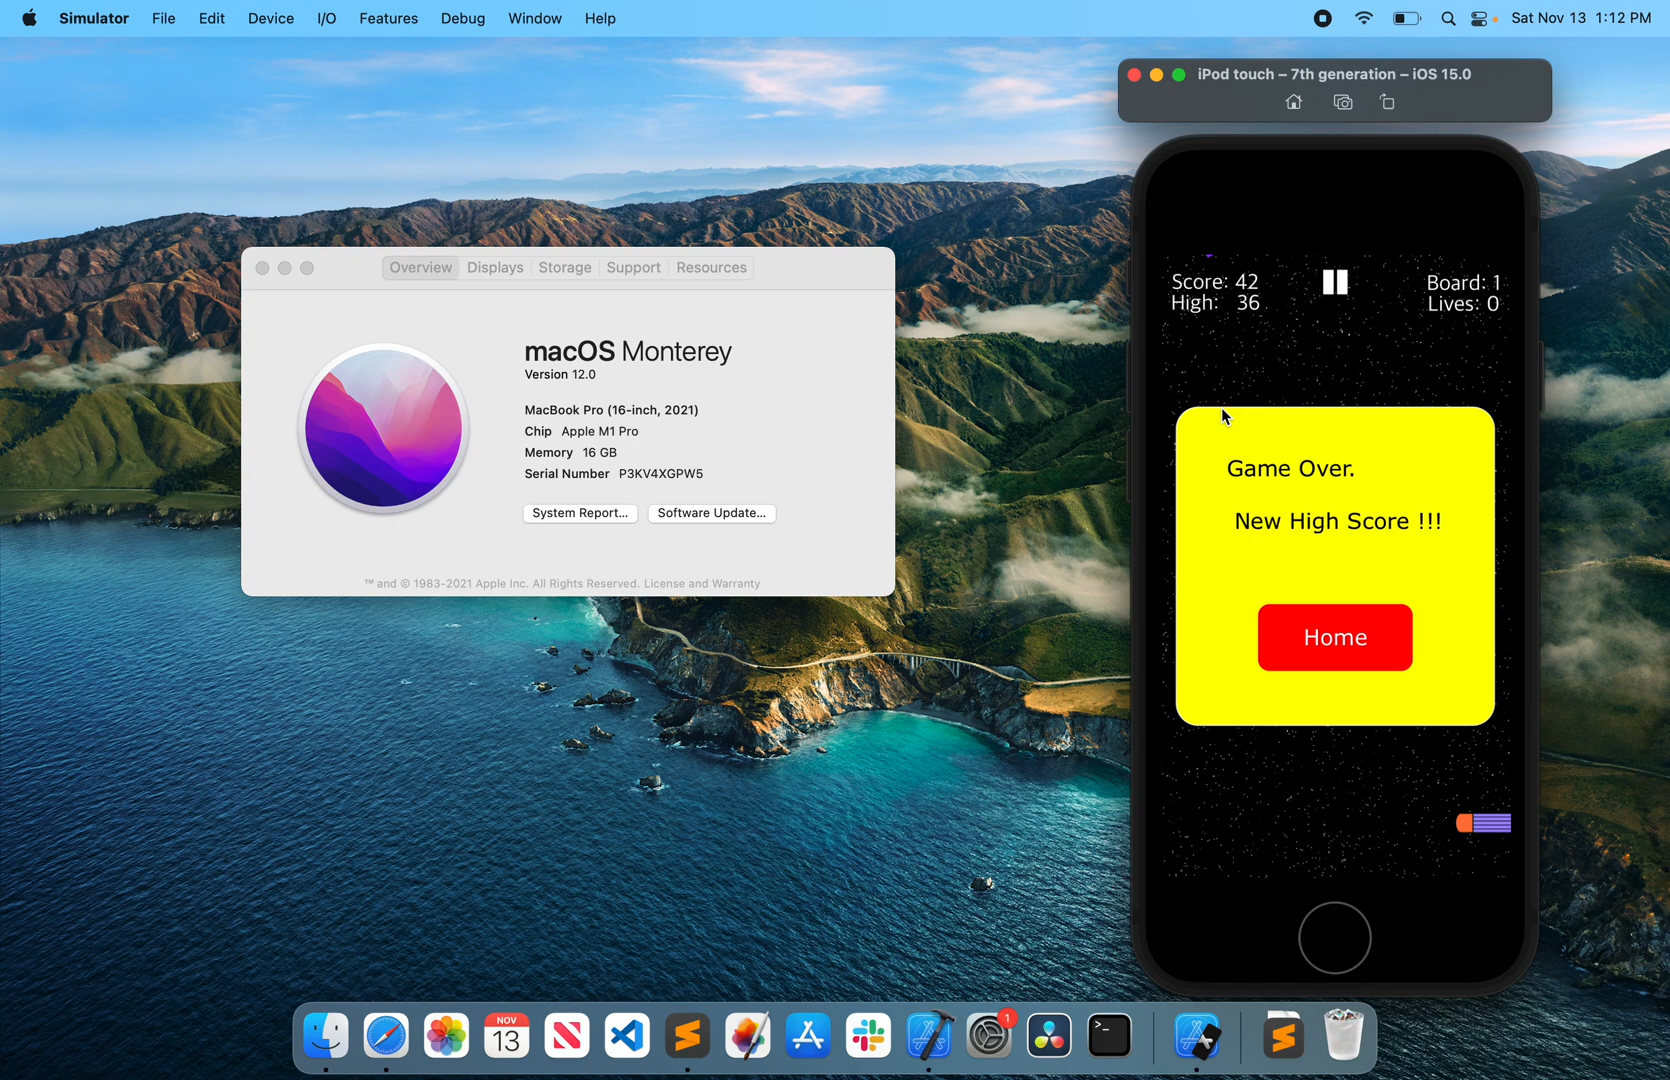 Simulator File Edit Device I/O Features Debug Window Help Sat Nov 13 1:12 PM
iPod touch – 7th generation – iOS 15.0
Overview Displays Storage Support Resources
macOS Monterey
Version 12.0
MacBook Pro (16-inch, 2021)
Chip Apple M1 Pro
Memory 16 GB
Serial Number P3KV4XGPW5
System Report... Software Update...
™ and © 1983-2021 Apple Inc. All Rights Reserved. License and Warranty
Score: 42 Board: 1
High: 36 Lives: 0
Game Over.
New High Score !!!
Home
NOV
13
1
>_